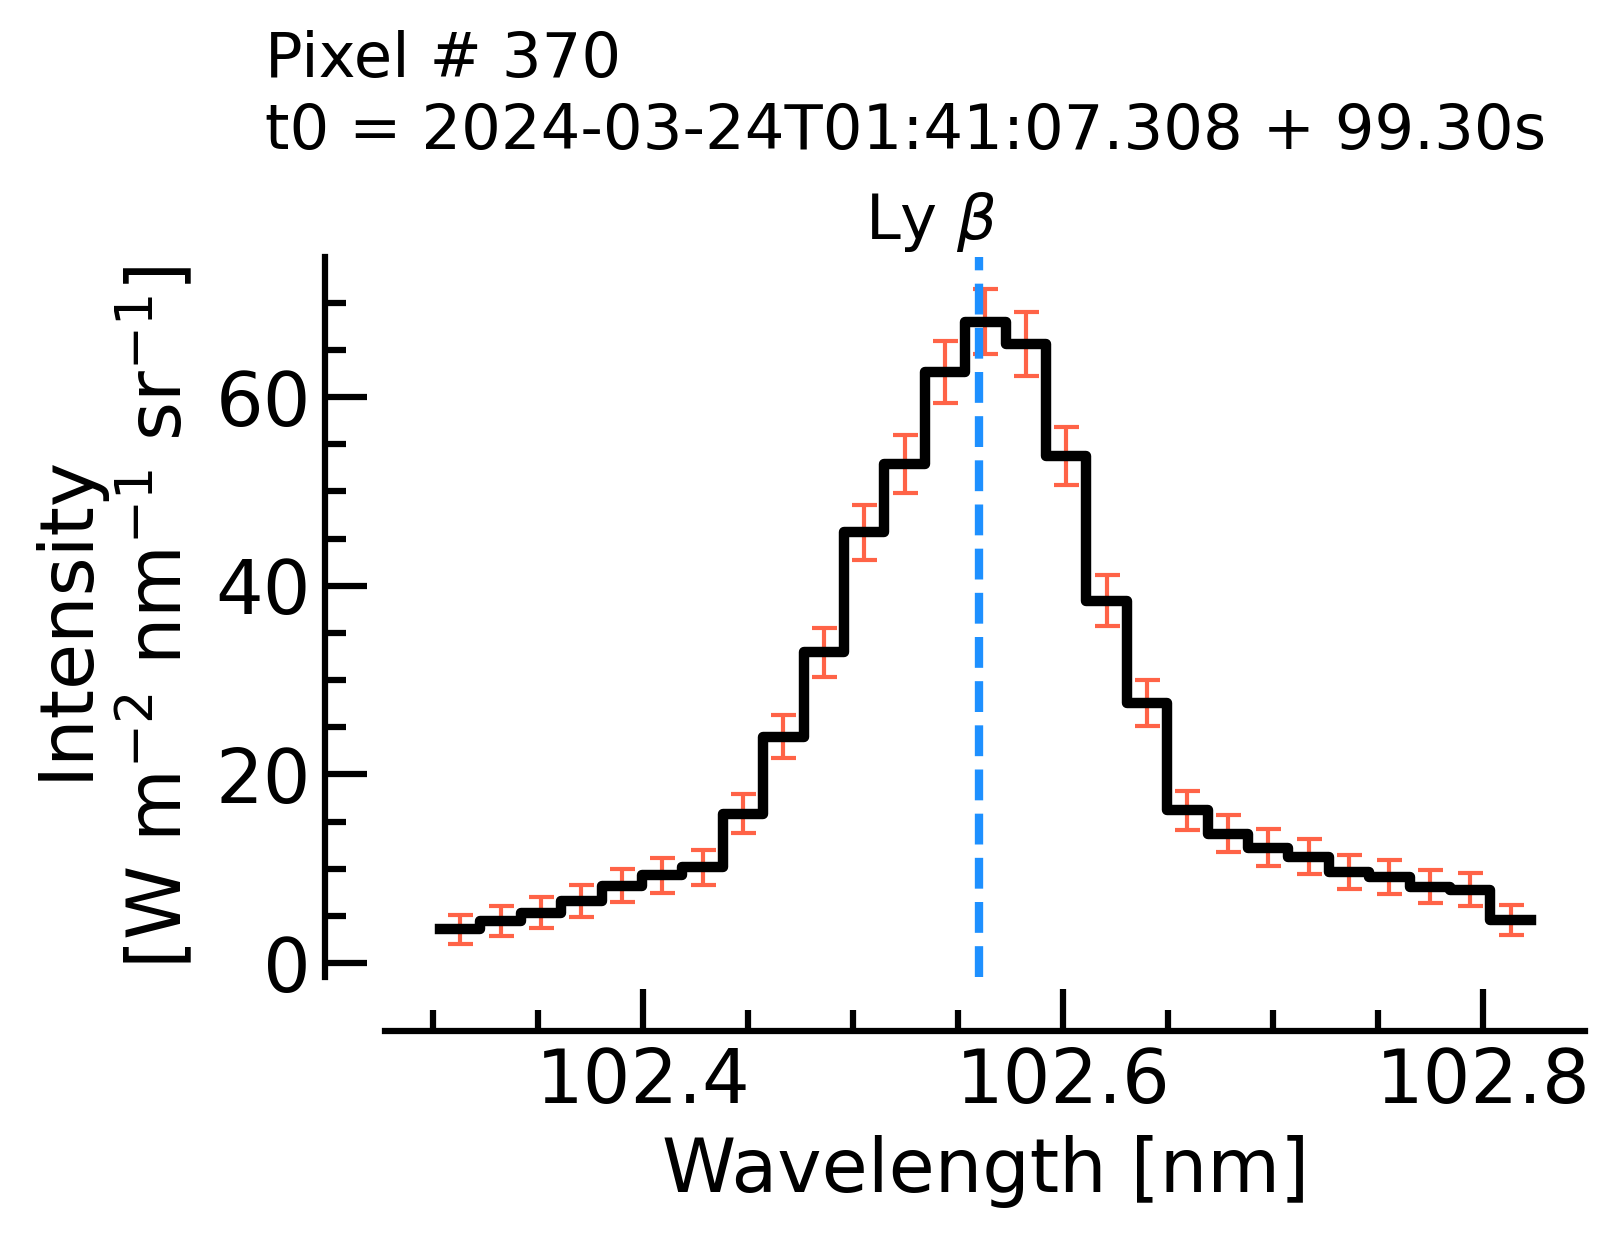 Pixel # 370
t0 = 2024-03-24T01:41:07.308 + 99.30s
Ly β
Intensity
[W m⁻² nm⁻¹ sr⁻¹]
60
40
20
0
102.4 102.6 102.8
Wavelength [nm]